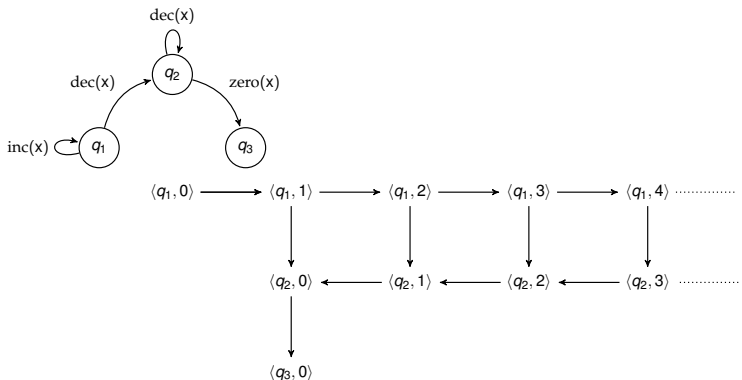 dec(x)
q₂
dec(x) zero(x)
inc(x) q₁ q₃
⟨q₁, 0⟩ ⟨q₁, 1⟩ ⟨q₁, 2⟩ ⟨q₁, 3⟩ ⟨q₁, 4⟩
⟨q₂, 0⟩ ⟨q₂, 1⟩ ⟨q₂, 2⟩ ⟨q₂, 3⟩
⟨q₃, 0⟩